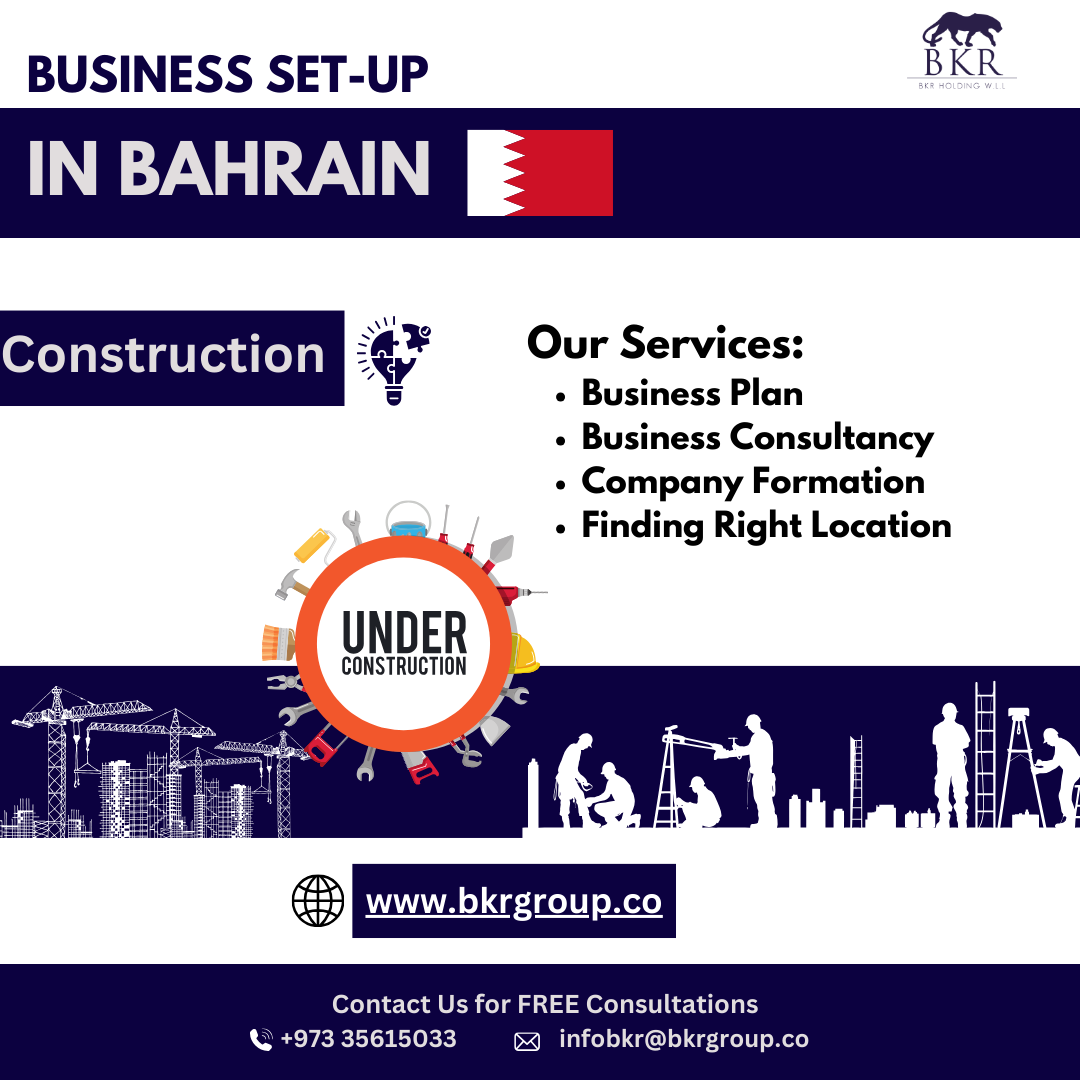 BUSINESS SET-UP
BKR
BKR HOLDING W.L.L
IN BAHRAIN
Construction
Our Services:
• Business Plan
• Business Consultancy
• Company Formation
• Finding Right Location
UNDER
CONSTRUCTION
www.bkrgroup.co
Contact Us for FREE Consultations
+973 35615033
infobkr@bkrgroup.co